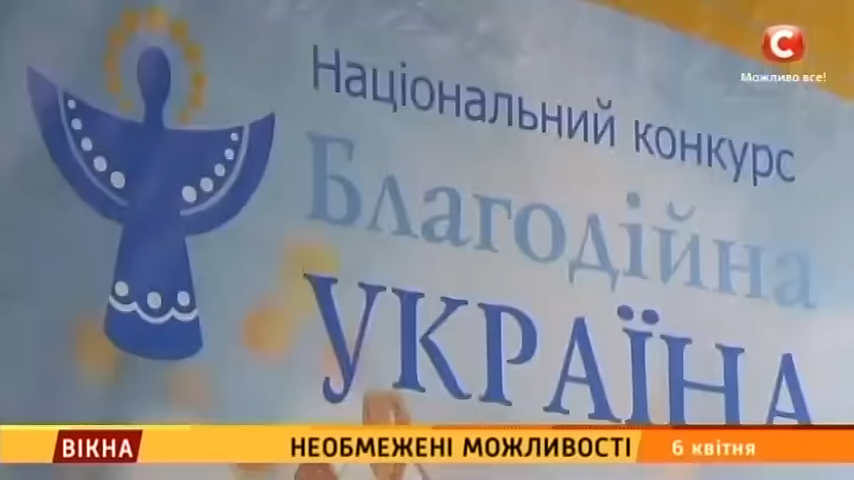 С
Можливо все!
Національний конкурс
Благодійна
УКРАЇНА
ВІКНА
НЕОБМЕЖЕНІ МОЖЛИВОСТІ
6 квітня